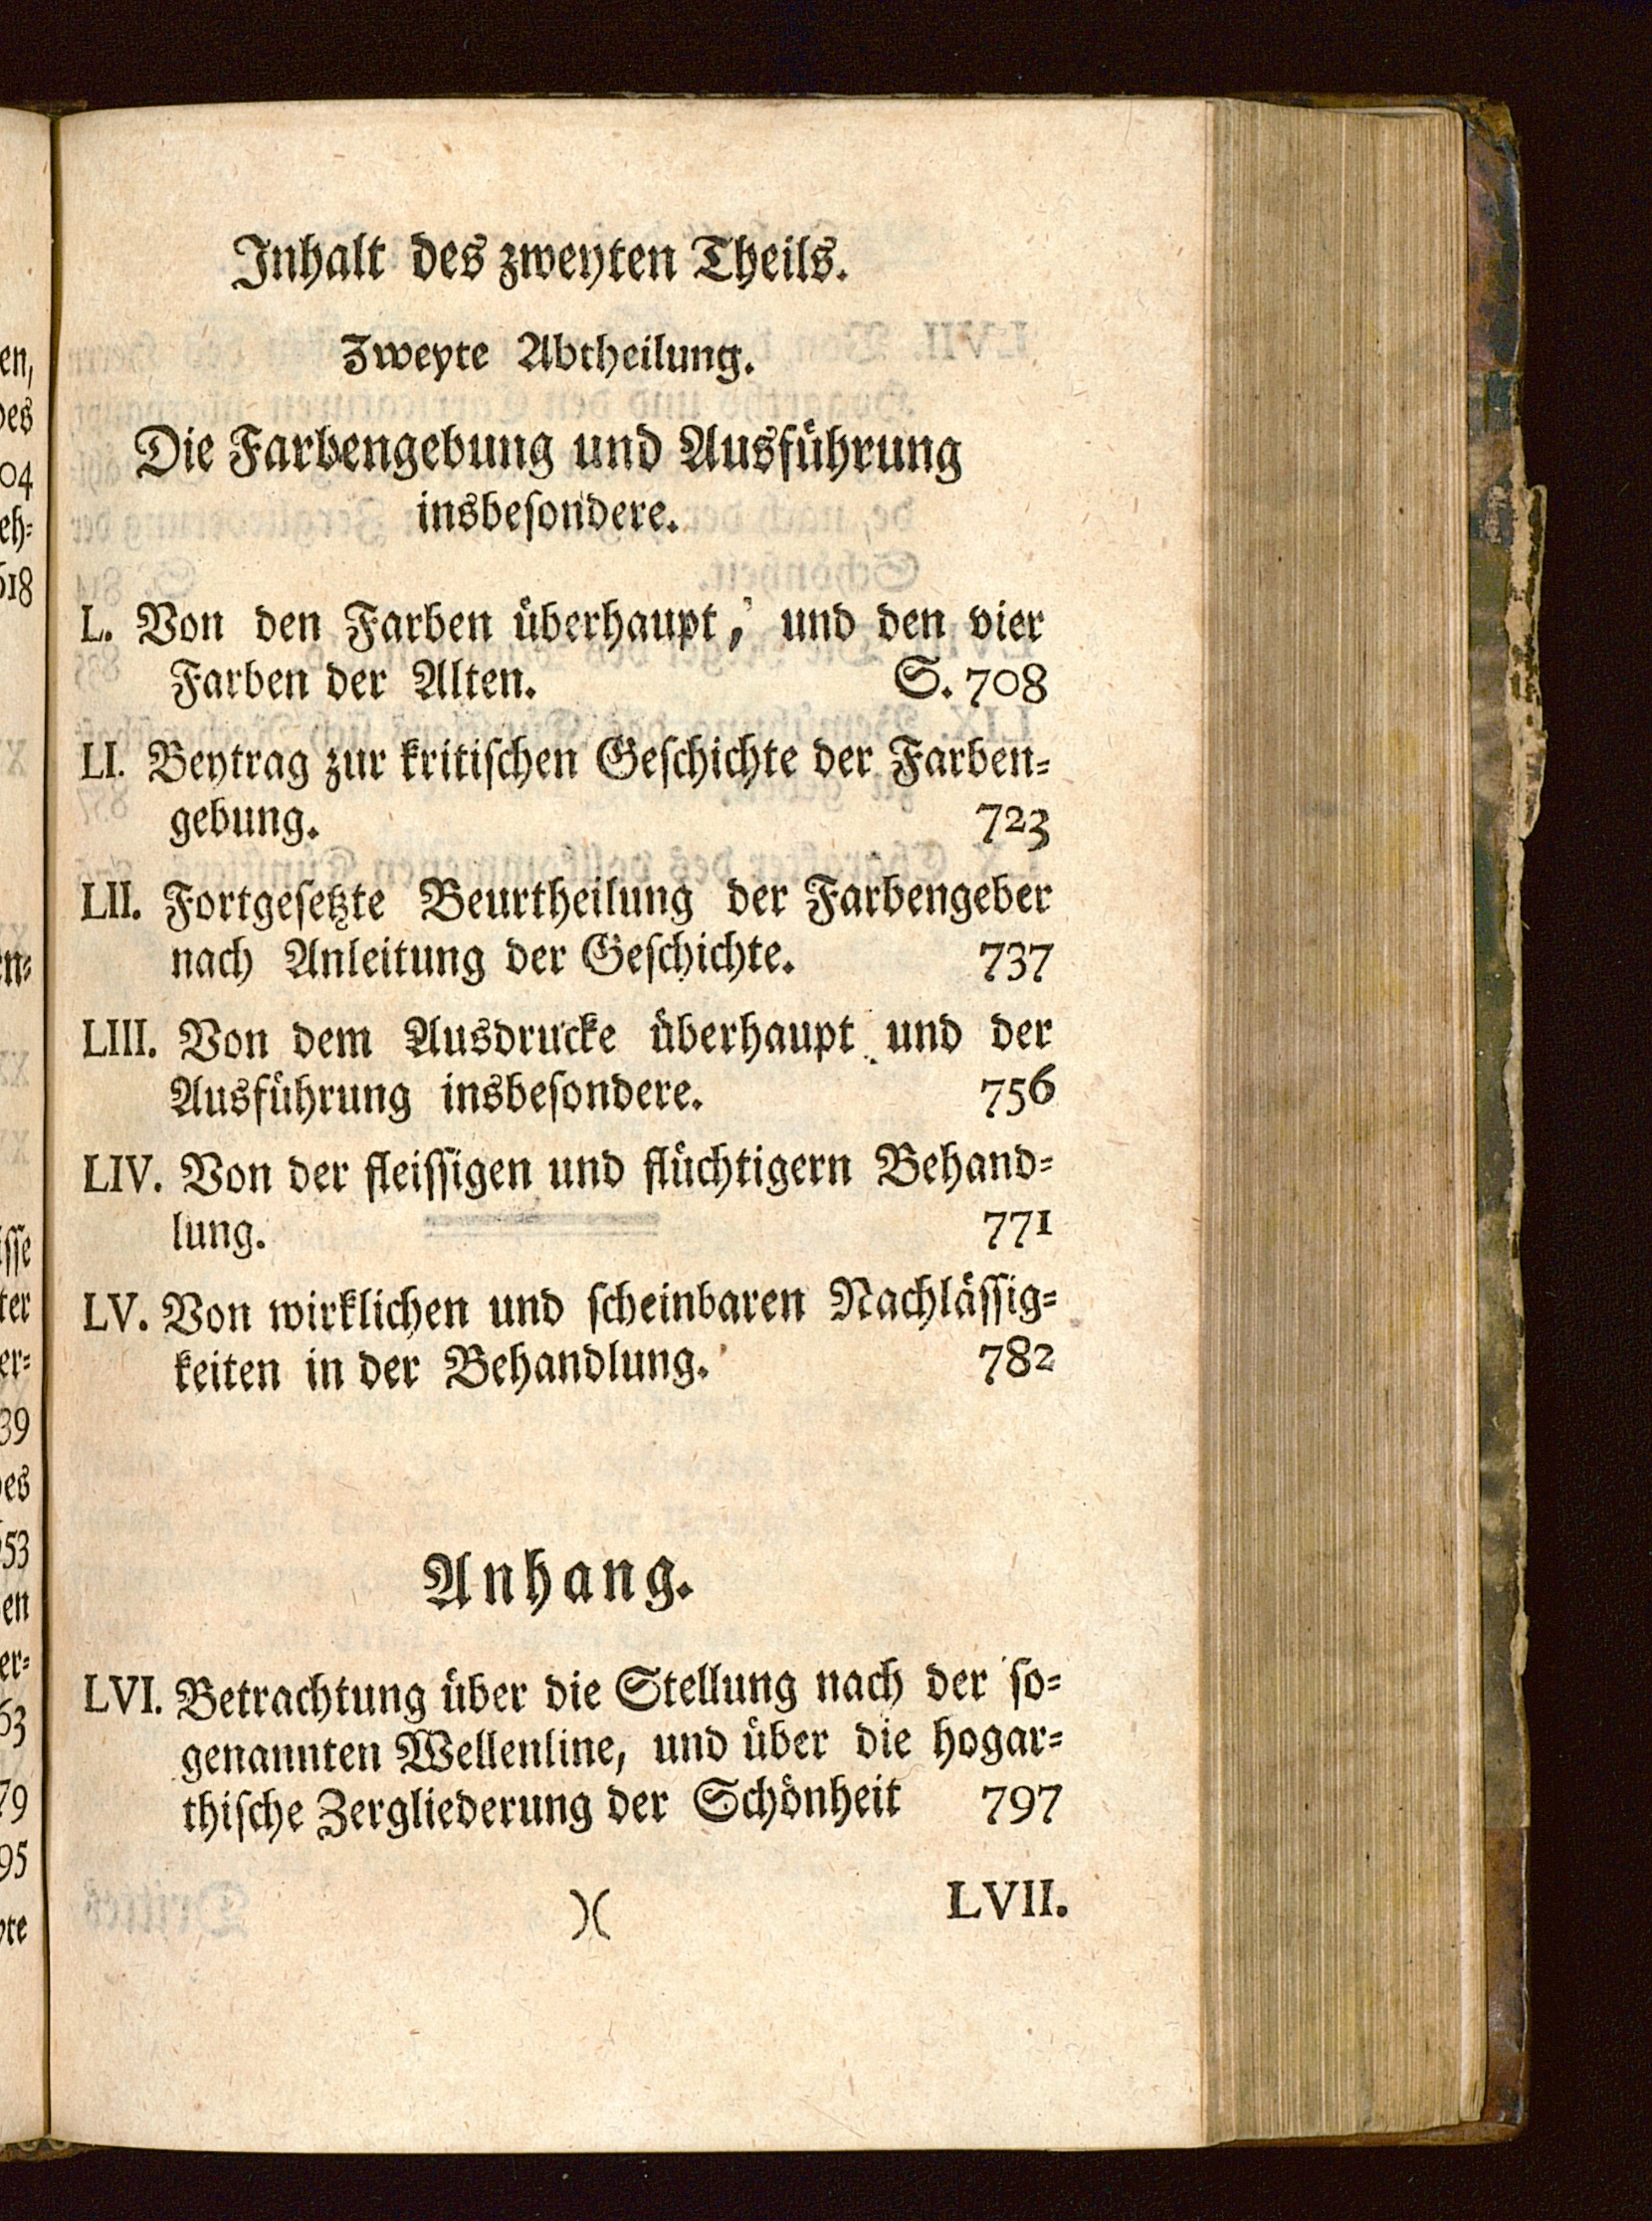 Inhalt des zweyten Theils.
Zweyte Abtheilung.
Die Farbengebung und Ausführung
insbesondere.
L. Von den Farben überhaupt, und den vier
Farben der Alten. S. 708
LI. Beytrag zur kritischen Geschichte der Farben=
gebung. 723
LII. Fortgesetzte Beurtheilung der Farbengeber
nach Anleitung der Geschichte. 737
LIII. Von dem Ausdrucke überhaupt und der
Ausführung insbesondere. 756
LIV. Von der fleissigen und flüchtigern Behand=
lung. 771
LV. Von wirklichen und scheinbaren Nachlässig=
keiten in der Behandlung. 782
Anhang.
LVI. Betrachtung über die Stellung nach der so=
genannten Wellenline, und über die hogar=
thische Zergliederung der Schönheit 797
)( LVII.